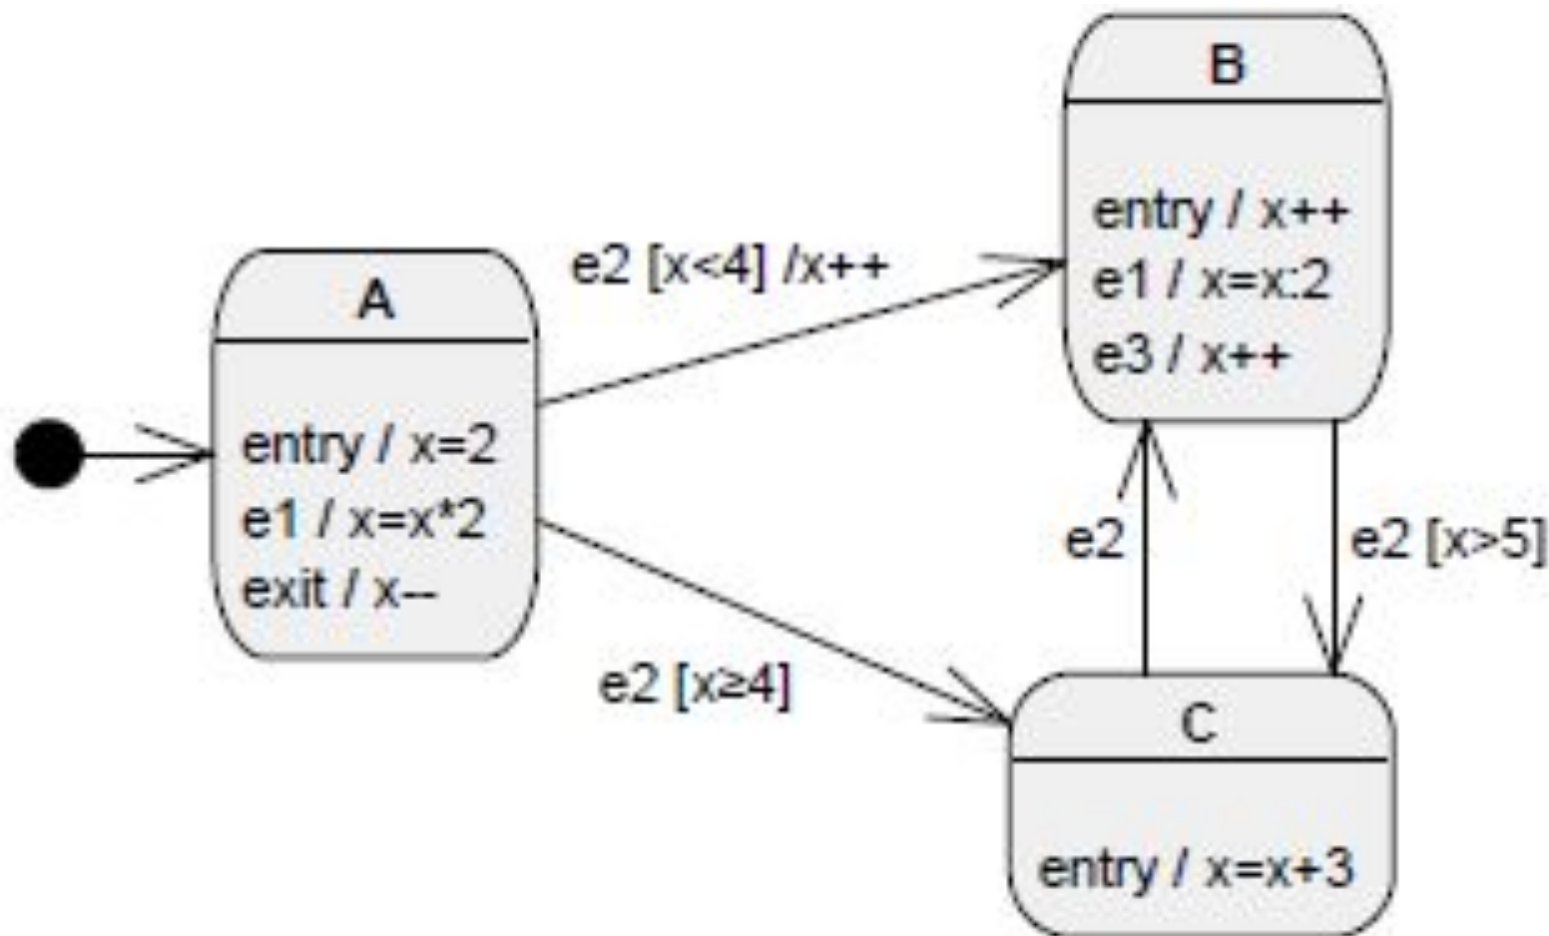 B
entry / x++
e1 / x=x:2
e3 / x++
e2 [x<4] /x++
A
entry / x=2
e1 / x=x*2
exit / x--
e2 [x≥4]
e2
e2 [x>5]
C
entry / x=x+3